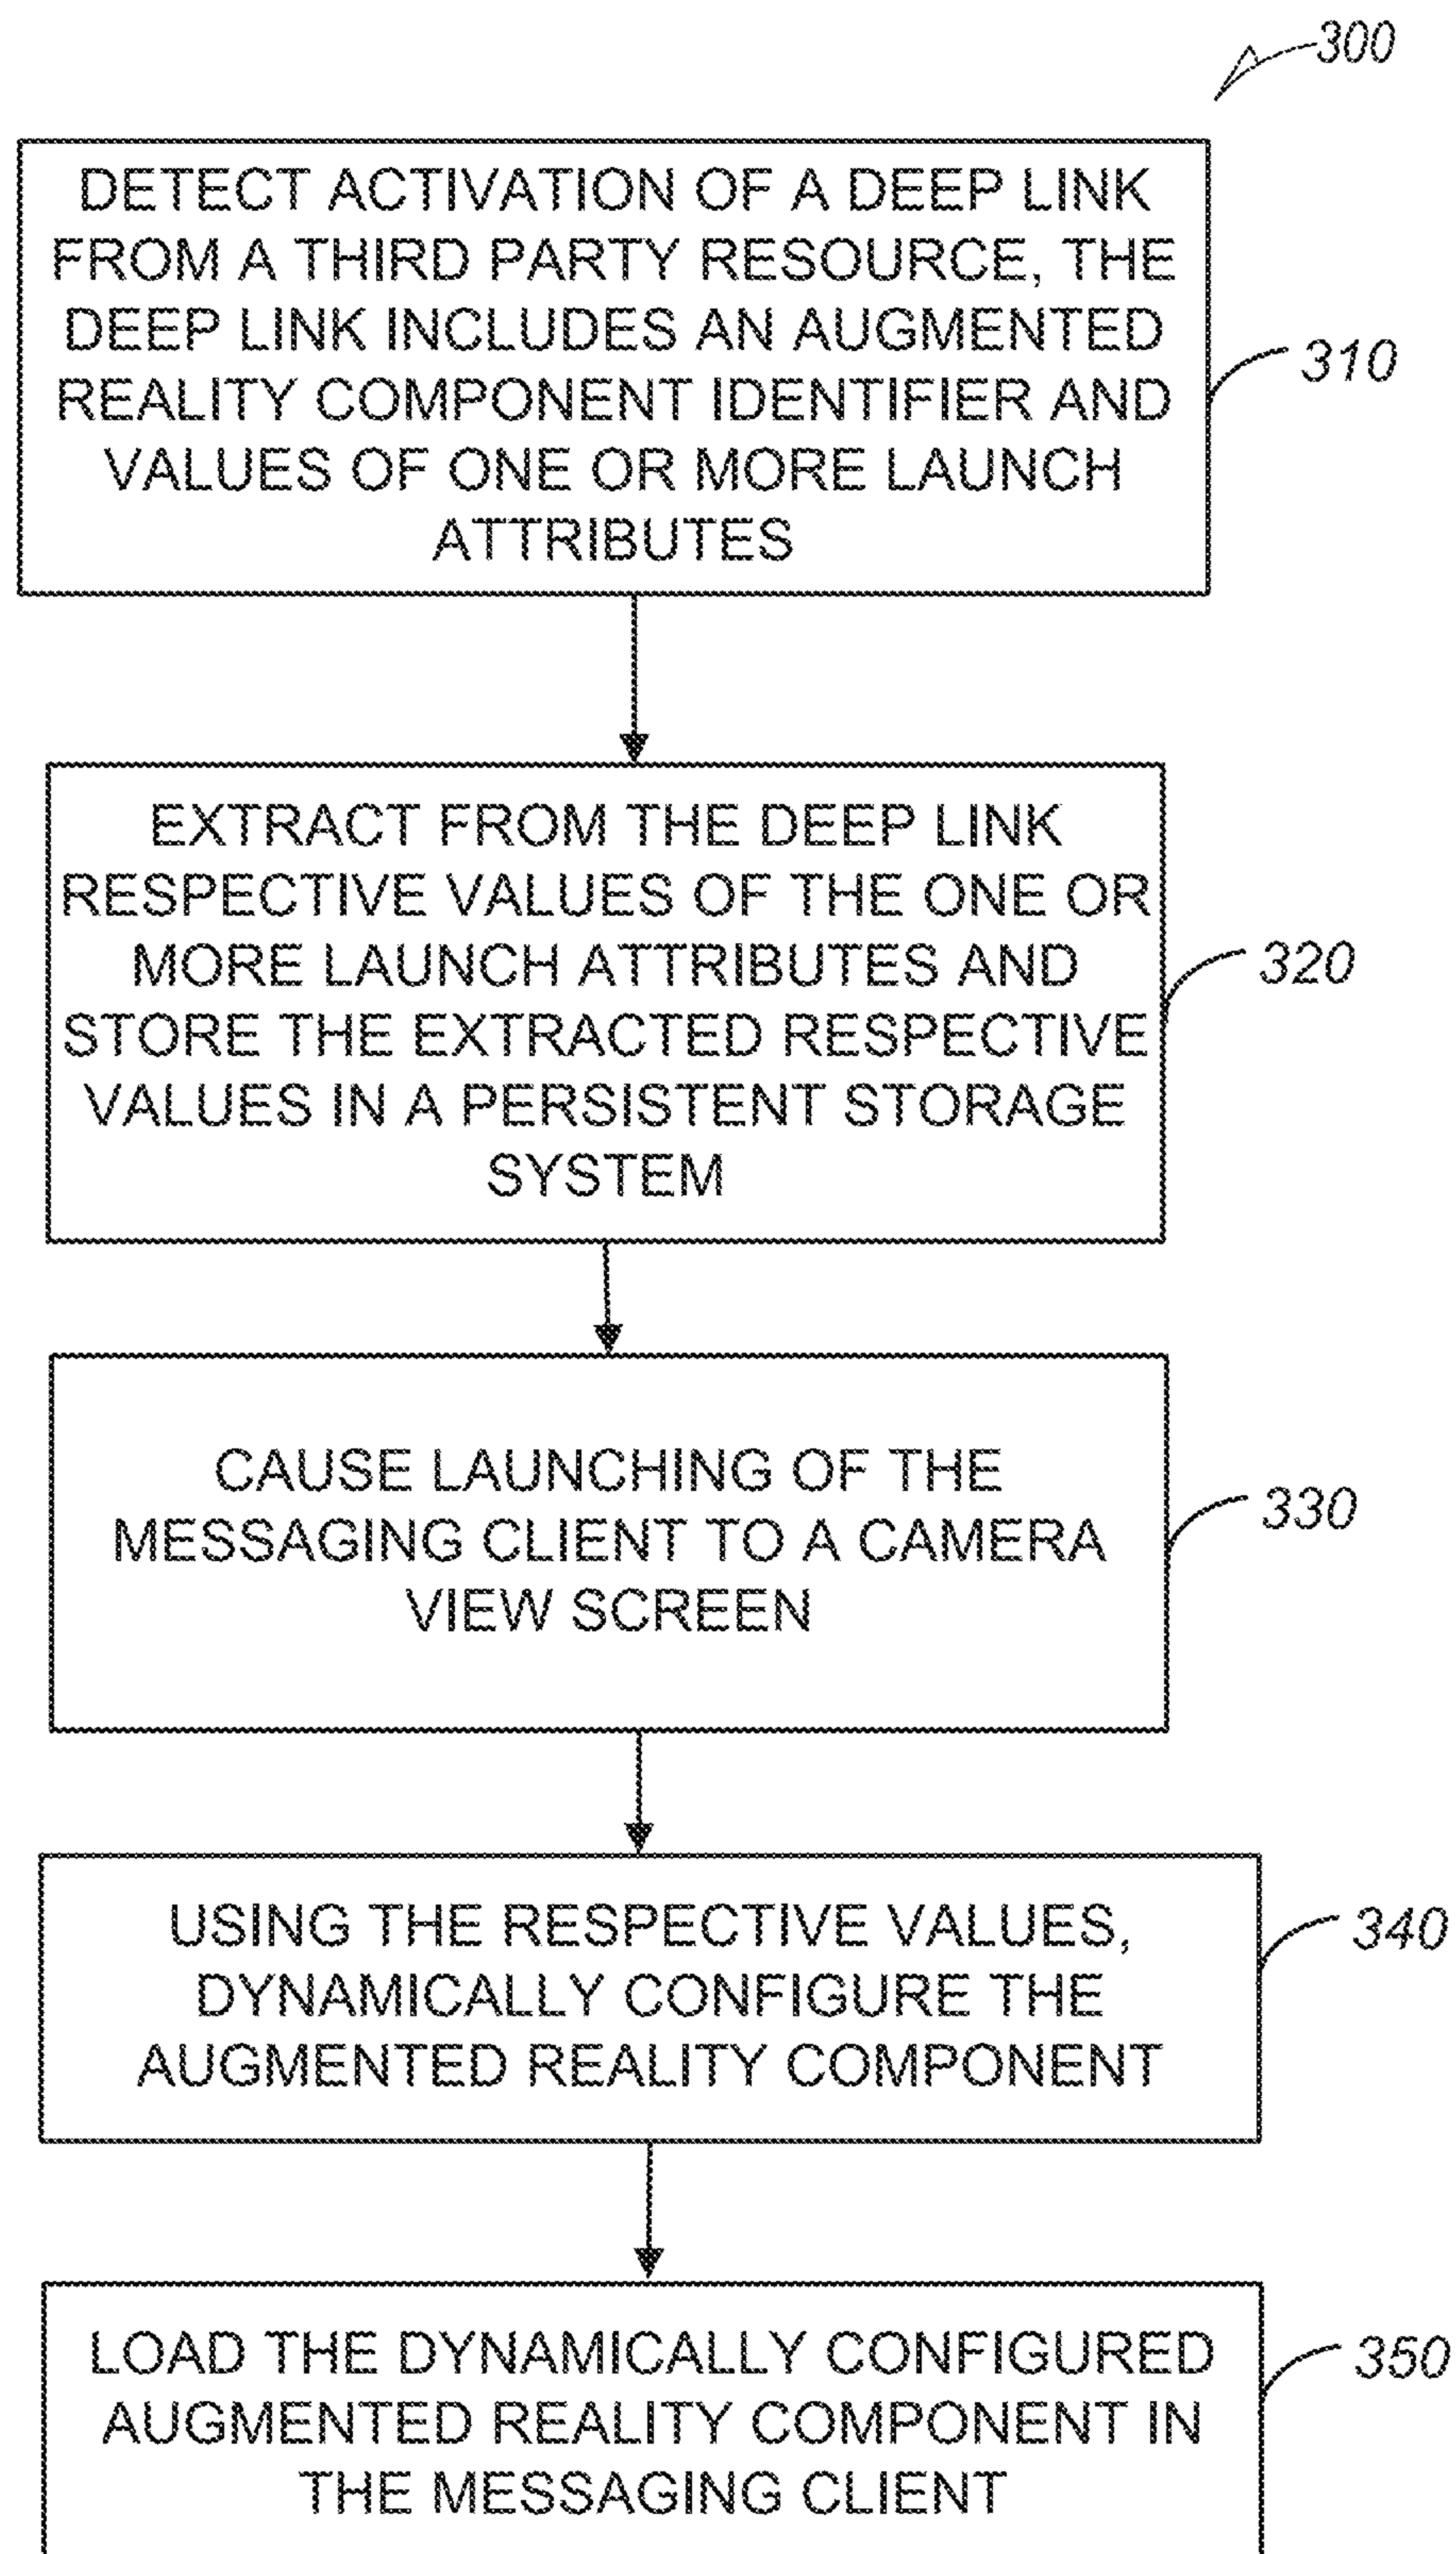 300
DETECT ACTIVATION OF A DEEP LINK
FROM A THIRD PARTY RESOURCE, THE
DEEP LINK INCLUDES AN AUGMENTED
REALITY COMPONENT IDENTIFIER AND
VALUES OF ONE OR MORE LAUNCH
ATTRIBUTES
310
EXTRACT FROM THE DEEP LINK
RESPECTIVE VALUES OF THE ONE OR
MORE LAUNCH ATTRIBUTES AND
STORE THE EXTRACTED RESPECTIVE
VALUES IN A PERSISTENT STORAGE
SYSTEM
320
CAUSE LAUNCHING OF THE
MESSAGING CLIENT TO A CAMERA
VIEW SCREEN
330
USING THE RESPECTIVE VALUES,
DYNAMICALLY CONFIGURE THE
AUGMENTED REALITY COMPONENT
340
LOAD THE DYNAMICALLY CONFIGURED
AUGMENTED REALITY COMPONENT IN
THE MESSAGING CLIENT
350